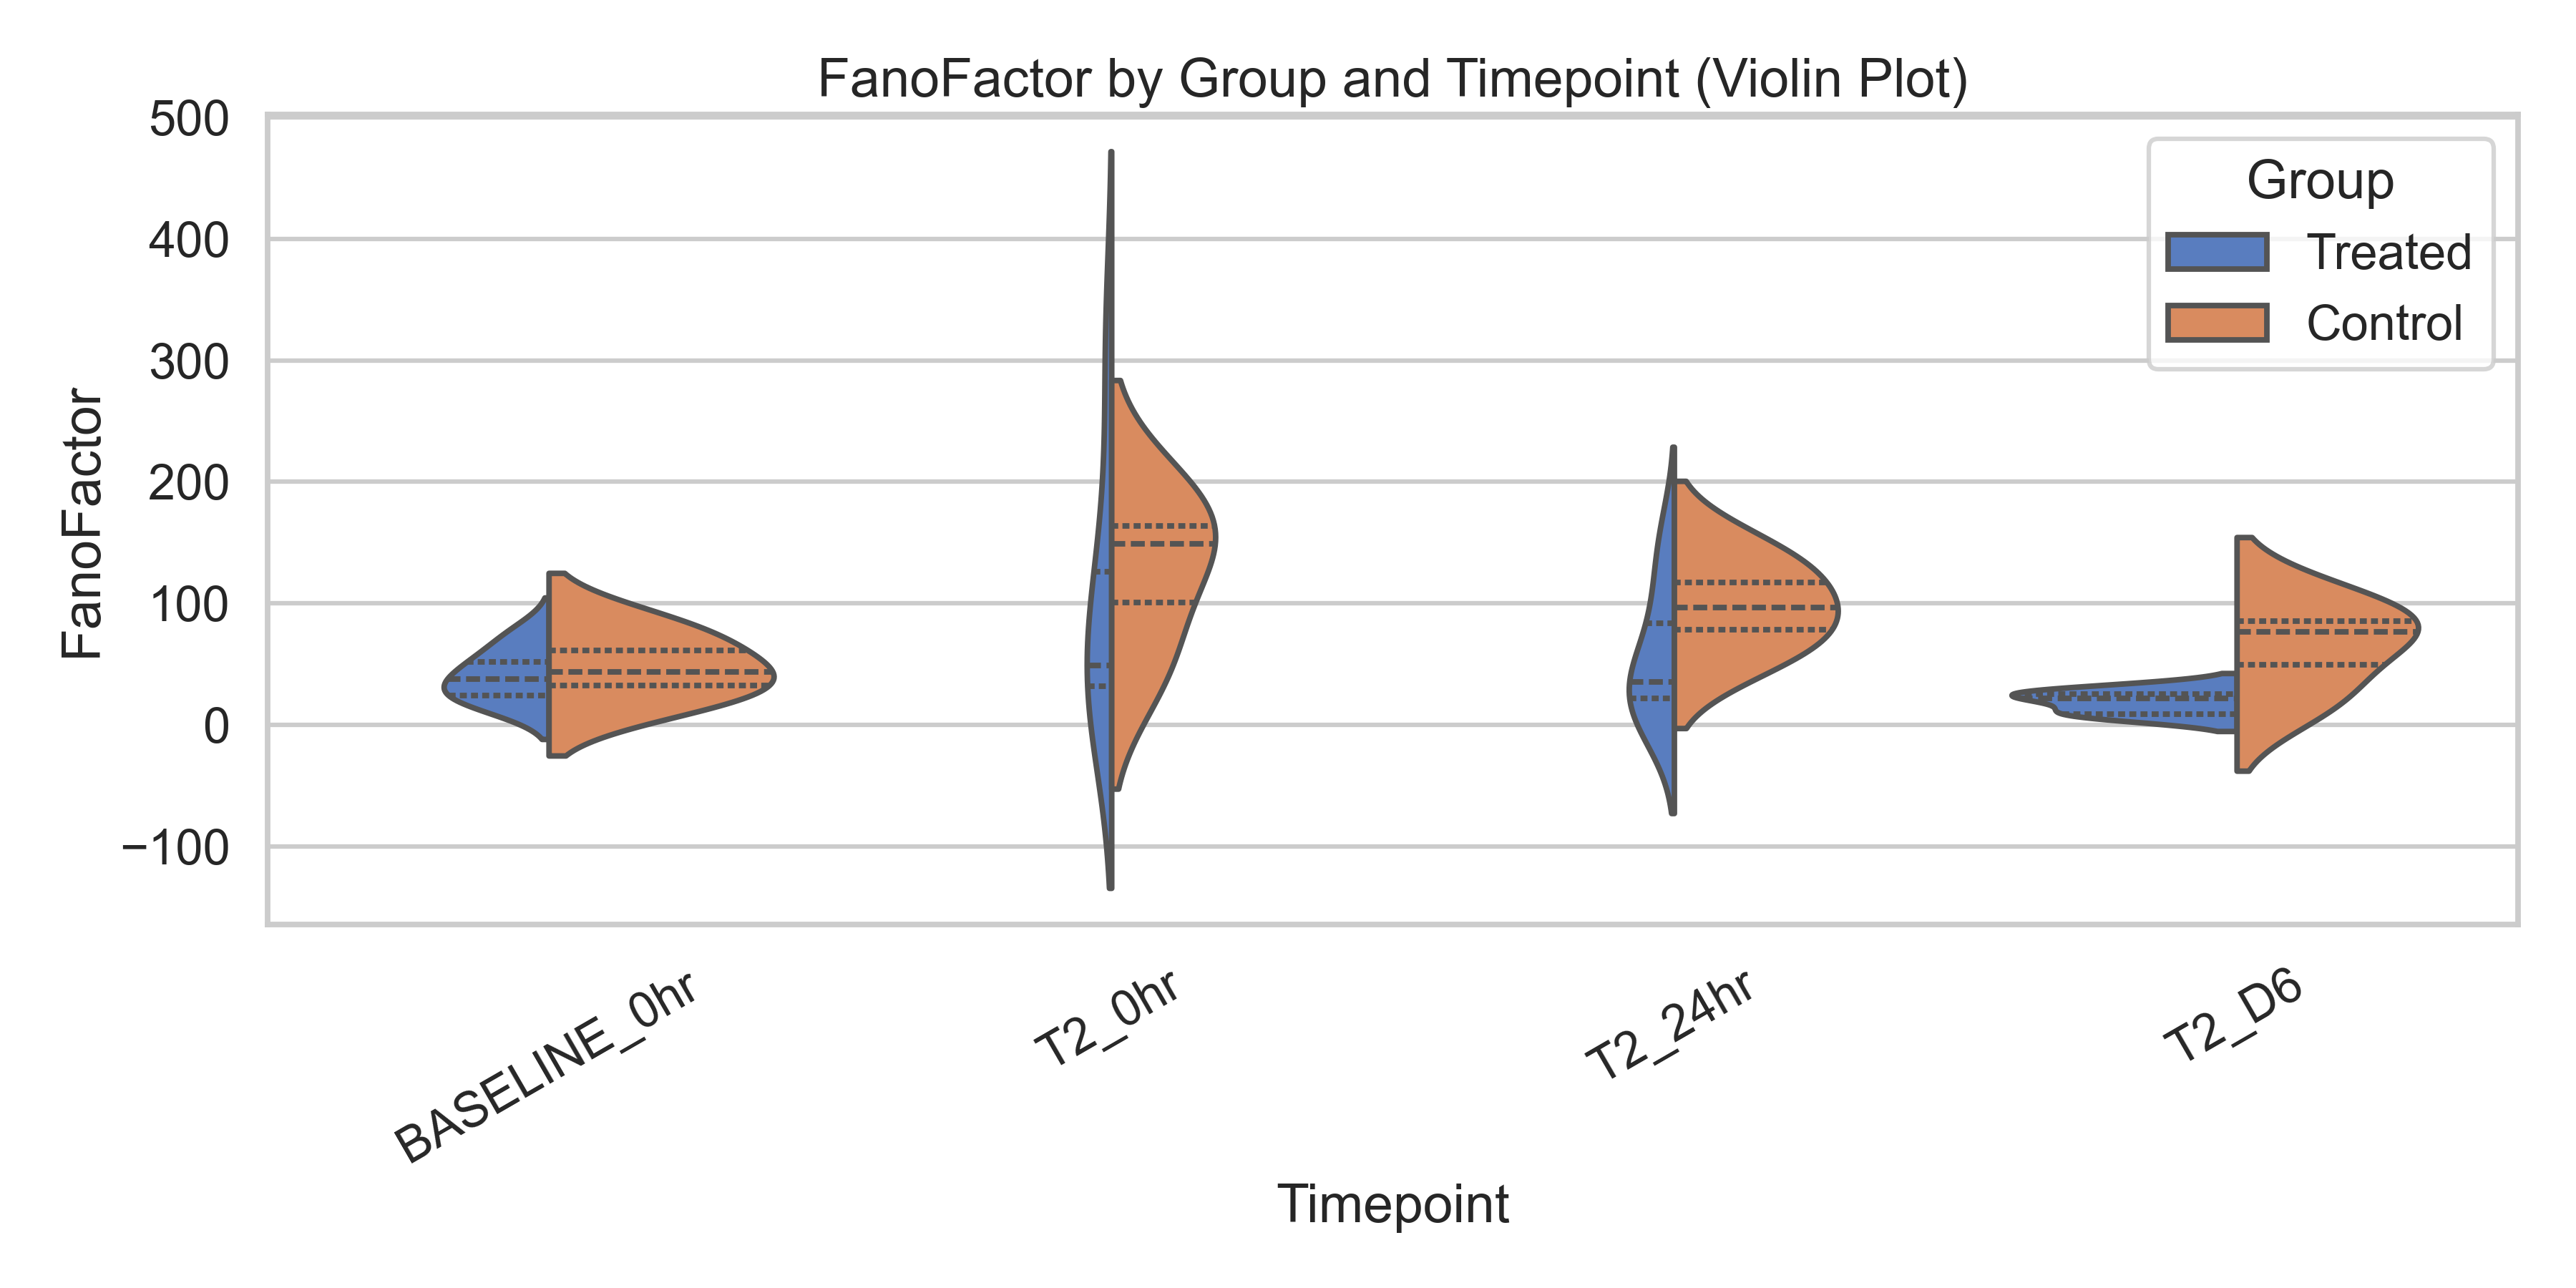 FanoFactor by Group and Timepoint (Violin Plot)
500
400
300
200
100
0
−100
FanoFactor
Group
Treated
Control
BASELINE_0hr
T2_0hr
T2_24hr
T2_D6
Timepoint